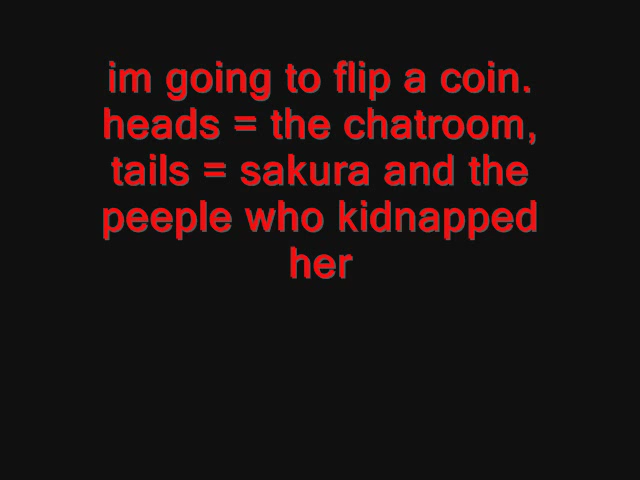 im going to flip a coin.
heads = the chatroom,
tails = sakura and the
peeple who kidnapped
her